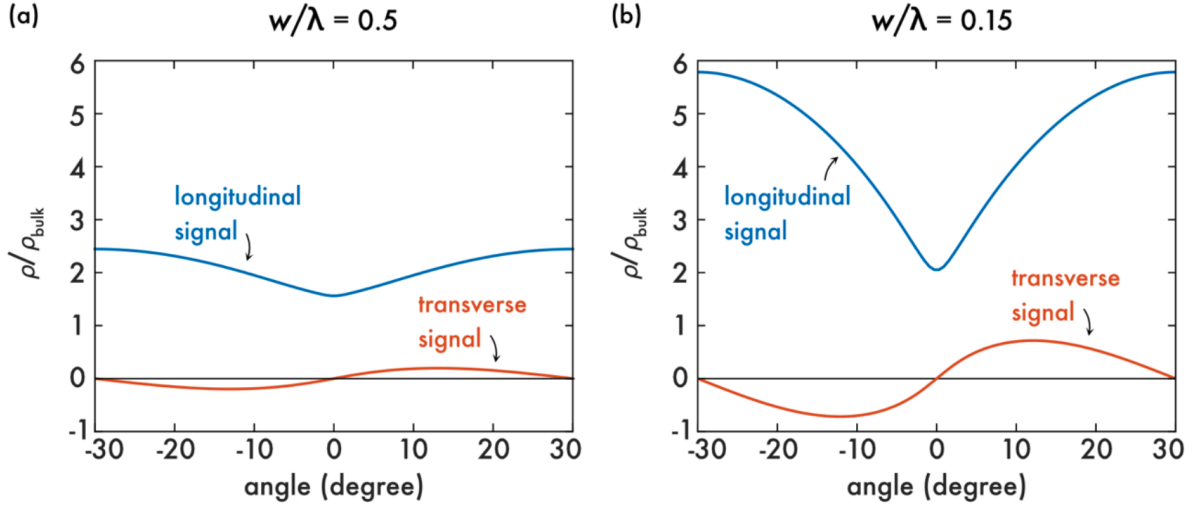 (a)
w/λ = 0.5
6
5
4
3
2
1
0
-1
ρ/ρbulk
longitudinal
signal
transverse
signal
-30 -20 -10 0 10 20 30
angle (degree)
(b)
w/λ = 0.15
6
5
4
3
2
1
0
-1
ρ/ρbulk
longitudinal
signal
transverse
signal
-30 -20 -10 0 10 20 30
angle (degree)